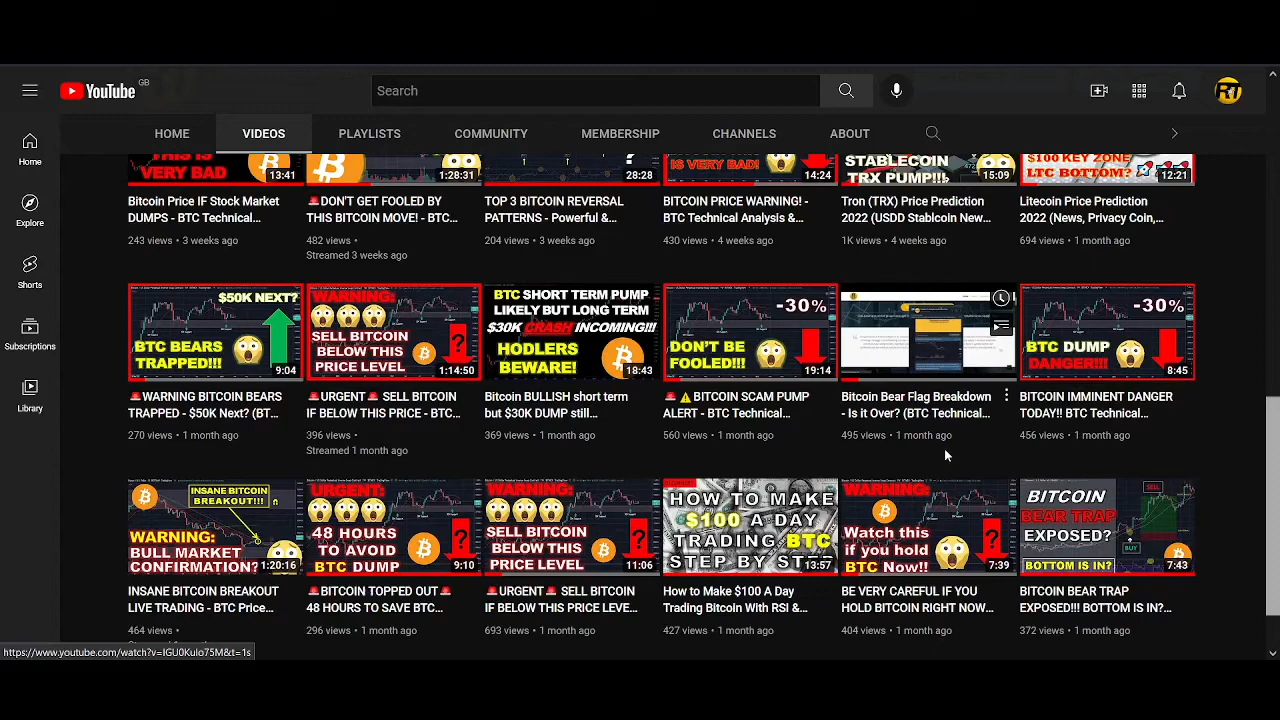 YouTube GB
Search
HOME VIDEOS PLAYLISTS COMMUNITY MEMBERSHIP CHANNELS ABOUT
Home
Explore
Shorts
Subscriptions
Library
THIS IS
VERY BAD
13:41
Bitcoin Price IF Stock Market
DUMPS - BTC Technical...
243 views • 3 weeks ago
1:28:31
🚨DON'T GET FOOLED BY
THIS BITCOIN MOVE! - BTC...
482 views •
Streamed 3 weeks ago
28:28
TOP 3 BITCOIN REVERSAL
PATTERNS - Powerful &...
204 views • 3 weeks ago
IS VERY BAD!
14:24
BITCOIN PRICE WARNING! -
BTC Technical Analysis &...
430 views • 4 weeks ago
STABLECOIN
TRX PUMP!!!
15:09
Tron (TRX) Price Prediction
2022 (USDD Stablcoin New...
1K views • 4 weeks ago
$100 KEY ZONE
LTC BOTTOM?
12:21
Litecoin Price Prediction
2022 (News, Privacy Coin,...
694 views • 1 month ago
$50K NEXT?
BTC BEARS
TRAPPED!!!
9:04
🚨WARNING BITCOIN BEARS
TRAPPED - $50K Next? (BT...
270 views • 1 month ago
WARNING:
SELL BITCOIN
BELOW THIS
PRICE LEVEL
?
1:14:50
🚨URGENT🚨 SELL BITCOIN
IF BELOW THIS PRICE - BTC...
396 views •
Streamed 1 month ago
BTC SHORT TERM PUMP
LIKELY BUT LONG TERM
$30K CRASH INCOMING!!!
HODLERS
BEWARE!
18:43
Bitcoin BULLISH short term
but $30K DUMP still...
369 views • 1 month ago
-30%
DON'T BE
FOOLED!!!
19:14
🚨⚠️BITCOIN SCAM PUMP
ALERT - BTC Technical...
560 views • 1 month ago
Bitcoin Bear Flag Breakdown
- Is it Over? (BTC Technical...
495 views • 1 month ago
-30%
BTC DUMP
DANGER!!!
8:45
BITCOIN IMMINENT DANGER
TODAY!! BTC Technical...
456 views • 1 month ago
INSANE BITCOIN
BREAKOUT!!!
WARNING:
BULL MARKET
CONFIRMATION?
1:20:16
INSANE BITCOIN BREAKOUT
LIVE TRADING - BTC Price...
464 views •
URGENT:
48 HOURS
TO AVOID
BTC DUMP
?
9:10
🚨BITCOIN TOPPED OUT🚨
48 HOURS TO SAVE BTC...
296 views • 1 month ago
WARNING:
SELL BITCOIN
BELOW THIS
PRICE LEVEL
?
11:06
🚨URGENT🚨 SELL BITCOIN
IF BELOW THIS PRICE LEVE...
693 views • 1 month ago
HOW TO MAKE
$100 A DAY
TRADING BTC
STEP BY STEP
13:57
How to Make $100 A Day
Trading Bitcoin With RSI &...
427 views • 1 month ago
WARNING:
Watch this
if you hold
BTC Now!!
?
7:39
BE VERY CAREFUL IF YOU
HOLD BITCOIN RIGHT NOW...
404 views • 1 month ago
BITCOIN
BEAR TRAP
EXPOSED?
SELL
BUY
BOTTOM IS IN?
7:43
BITCOIN BEAR TRAP
EXPOSED!!! BOTTOM IS IN?...
372 views • 1 month ago
https://www.youtube.com/watch?v=IGU0Kulo75M&t=1s